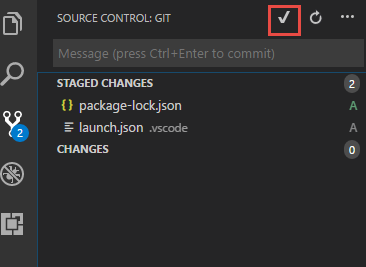 SOURCE CONTROL: GIT
Message (press Ctrl+Enter to commit)
STAGED CHANGES 2
{ } package-lock.json A
launch.json .vscode A
2
CHANGES 0